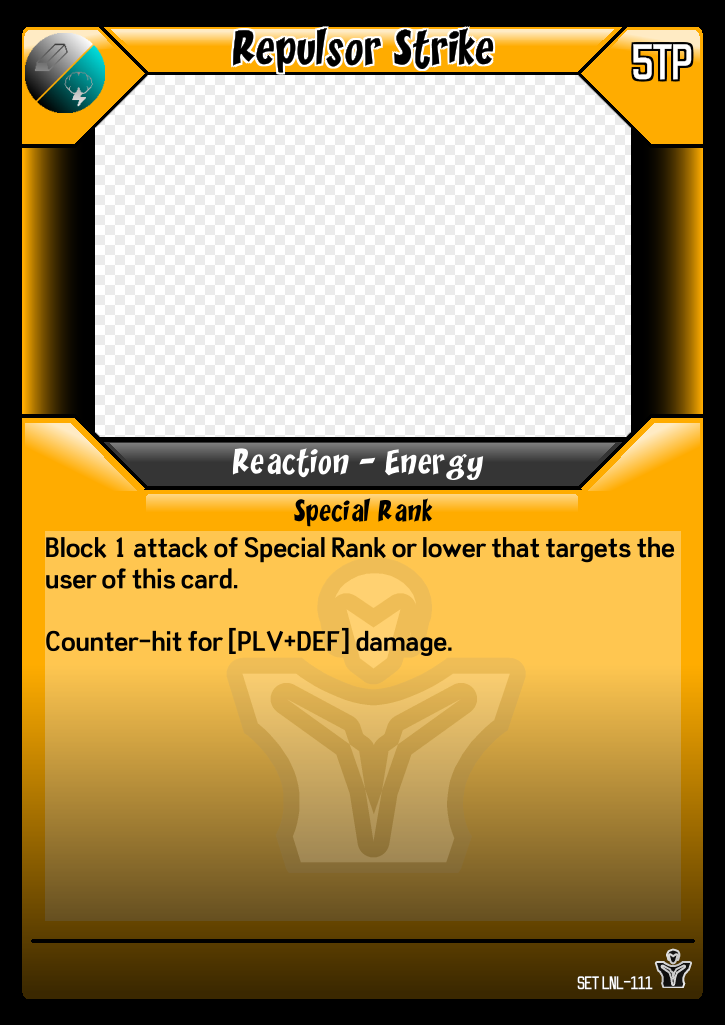 Repulsor Strike
5TP
Reaction - Energy
Special Rank
Block 1 attack of Special Rank or lower that targets the
user of this card.
Counter-hit for [PLV+DEF] damage.
SET LNL-111